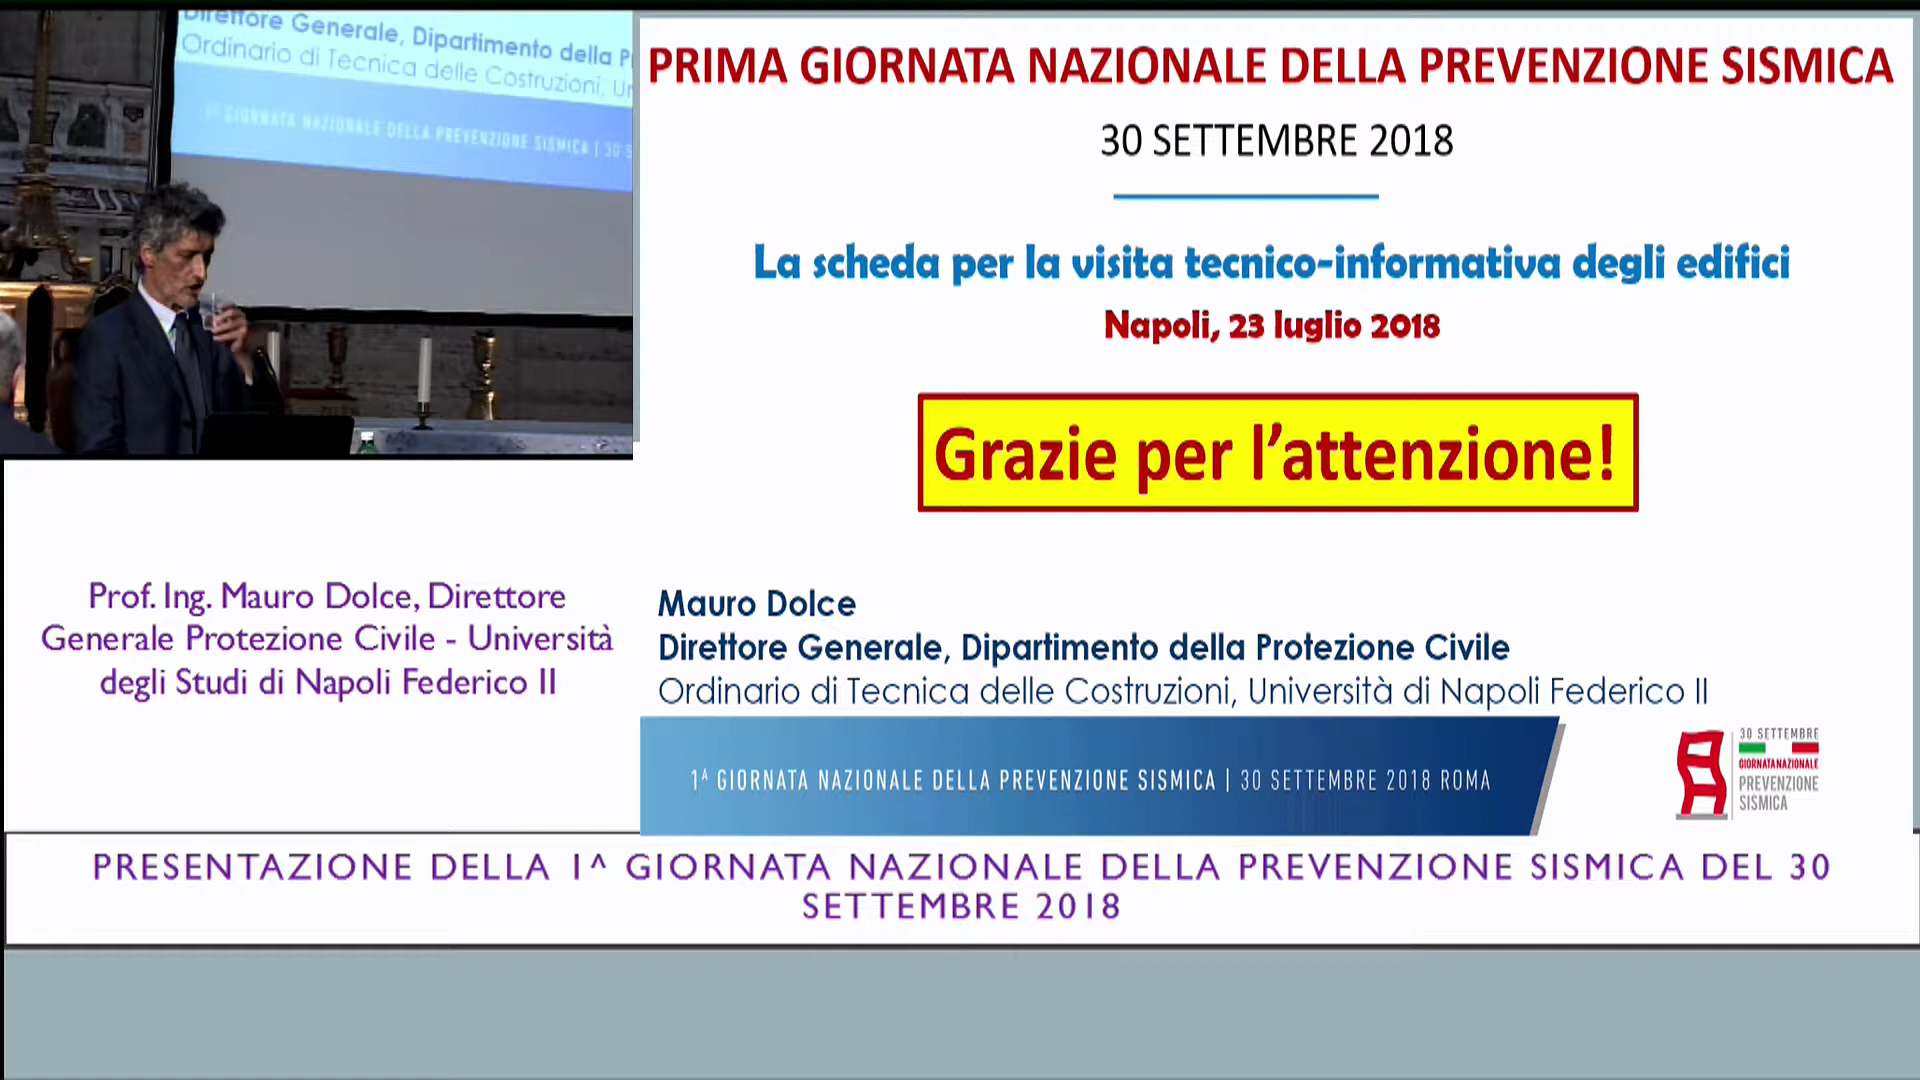 Direttore Generale, Dipartimento della P
Ordinario di Tecnica delle Costruzioni, Un
1ª GIORNATA NAZIONALE DELLA PREVENZIONE SISMICA | 30 S
PRIMA GIORNATA NAZIONALE DELLA PREVENZIONE SISMICA
30 SETTEMBRE 2018
La scheda per la visita tecnico-informativa degli edifici
Napoli, 23 luglio 2018
Grazie per l’attenzione!
Prof. Ing. Mauro Dolce, Direttore
Generale Protezione Civile - Università
degli Studi di Napoli Federico II
Mauro Dolce
Direttore Generale, Dipartimento della Protezione Civile
Ordinario di Tecnica delle Costruzioni, Università di Napoli Federico II
1ᴬ GIORNATA NAZIONALE DELLA PREVENZIONE SISMICA | 30 SETTEMBRE 2018 ROMA
30 SETTEMBRE
GIORNATA NAZIONALE
PREVENZIONE
SISMICA
PRESENTAZIONE DELLA 1^ GIORNATA NAZIONALE DELLA PREVENZIONE SISMICA DEL 30
SETTEMBRE 2018